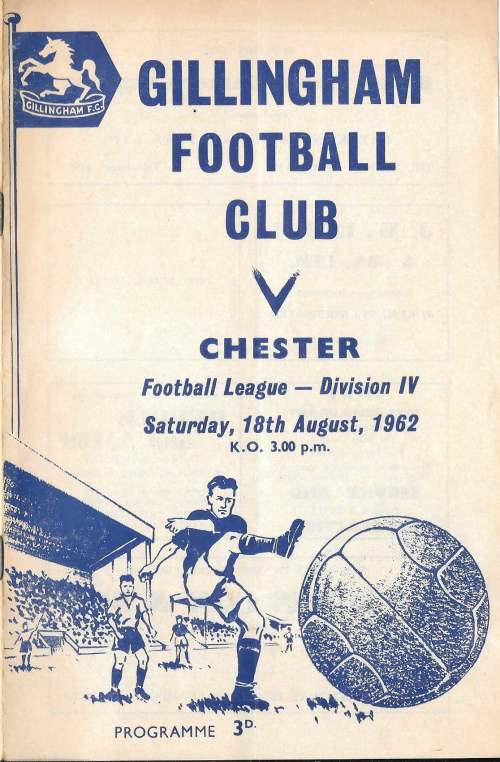 GILLINGHAM F.C.
GILLINGHAM
FOOTBALL
CLUB
V
CHESTER
Football League — Division IV
Saturday, 18th August, 1962
K.O. 3.00 p.m.
PROGRAMME 3D.